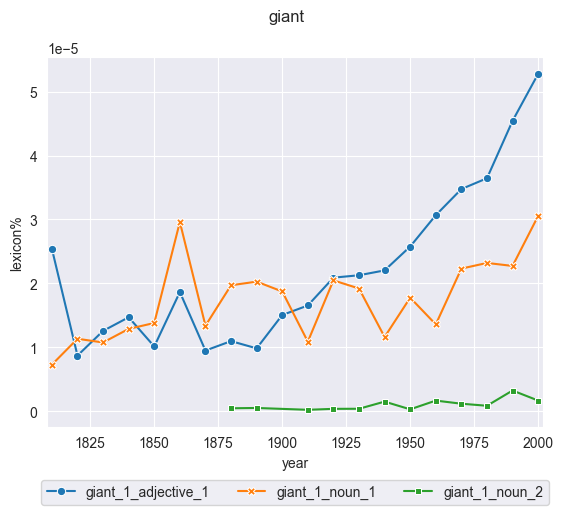 giant
1e−5
5
4
3
2
1
0
lexicon%
1825 1850 1875 1900 1925 1950 1975 2000
year
giant_1_adjective_1 giant_1_noun_1 giant_1_noun_2